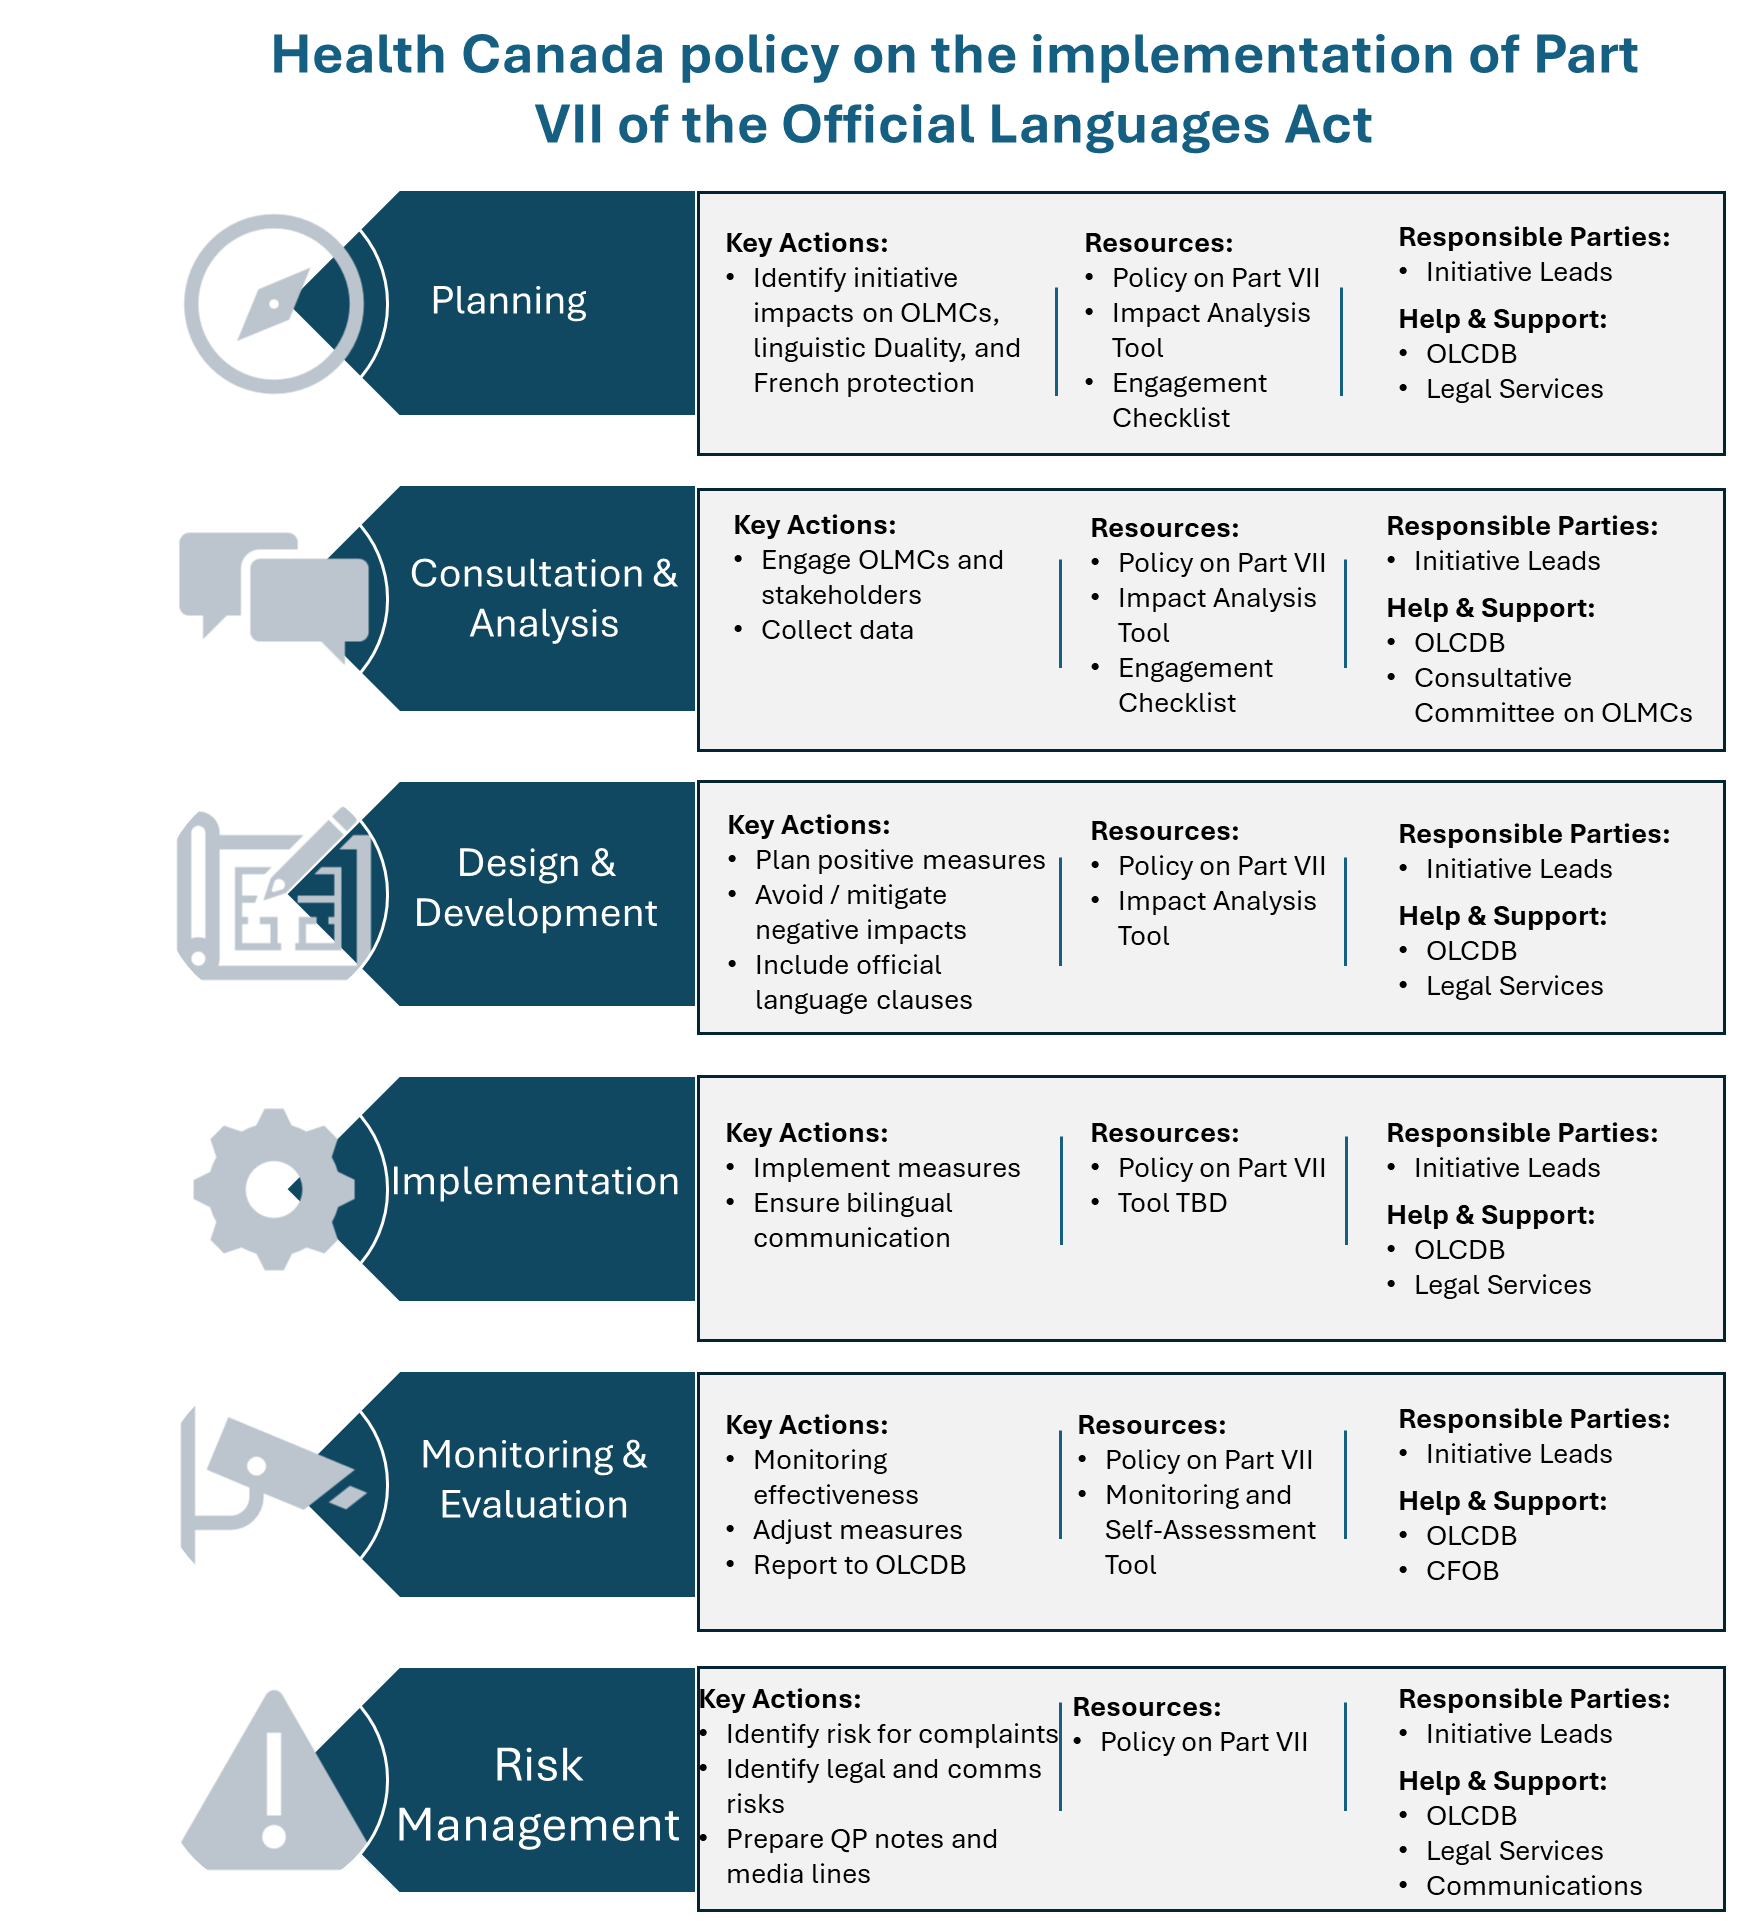 Health Canada policy on the implementation of Part
VII of the Official Languages Act
Planning
Key Actions:
• Identify initiative
impacts on OLMCs,
linguistic Duality, and
French protection
Resources:
• Policy on Part VII
• Impact Analysis
Tool
• Engagement
Checklist
Responsible Parties:
• Initiative Leads
Help & Support:
• OLCDB
• Legal Services
Consultation &
Analysis
Key Actions:
• Engage OLMCs and
stakeholders
• Collect data
Resources:
• Policy on Part VII
• Impact Analysis
Tool
• Engagement
Checklist
Responsible Parties:
• Initiative Leads
Help & Support:
• OLCDB
• Consultative
Committee on OLMCs
Design &
Development
Key Actions:
• Plan positive measures
• Avoid / mitigate
negative impacts
• Include official
language clauses
Resources:
• Policy on Part VII
• Impact Analysis
Tool
Responsible Parties:
• Initiative Leads
Help & Support:
• OLCDB
• Legal Services
Implementation
Key Actions:
• Implement measures
• Ensure bilingual
communication
Resources:
• Policy on Part VII
• Tool TBD
Responsible Parties:
• Initiative Leads
Help & Support:
• OLCDB
• Legal Services
Monitoring &
Evaluation
Key Actions:
• Monitoring
effectiveness
• Adjust measures
• Report to OLCDB
Resources:
• Policy on Part VII
• Monitoring and
Self-Assessment
Tool
Responsible Parties:
• Initiative Leads
Help & Support:
• OLCDB
• CFOB
Risk
Management
Key Actions:
• Identify risk for complaints
• Identify legal and comms
risks
• Prepare QP notes and
media lines
Resources:
• Policy on Part VII
Responsible Parties:
• Initiative Leads
Help & Support:
• OLCDB
• Legal Services
• Communications